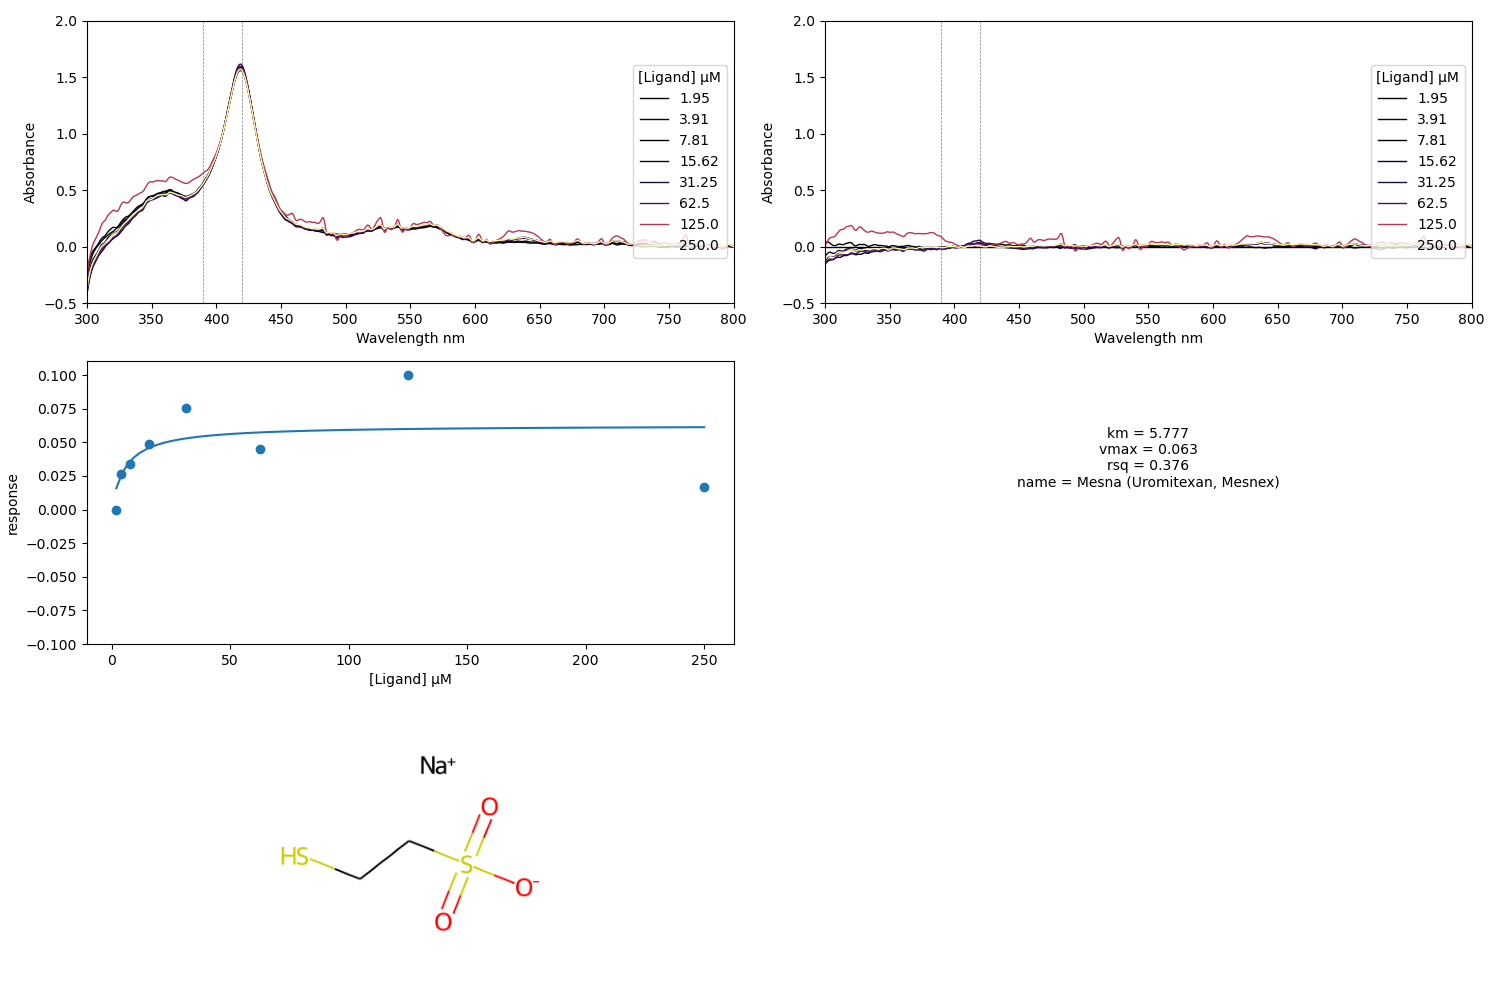 2.0
1.5
1.0
0.5
0.0
−0.5
Absorbance
300 350 400 450 500 550 600 650 700 750 800
Wavelength nm
[Ligand] µM
1.95
3.91
7.81
15.62
31.25
62.5
125.0
250.0
2.0
1.5
1.0
0.5
0.0
−0.5
Absorbance
300 350 400 450 500 550 600 650 700 750 800
Wavelength nm
[Ligand] µM
1.95
3.91
7.81
15.62
31.25
62.5
125.0
250.0
0.100
0.075
0.050
0.025
0.000
−0.025
−0.050
−0.075
−0.100
response
0 50 100 150 200 250
[Ligand] µM
km = 5.777
vmax = 0.063
rsq = 0.376
name = Mesna (Uromitexan, Mesnex)
Na⁺
O
HS
S
O⁻
O